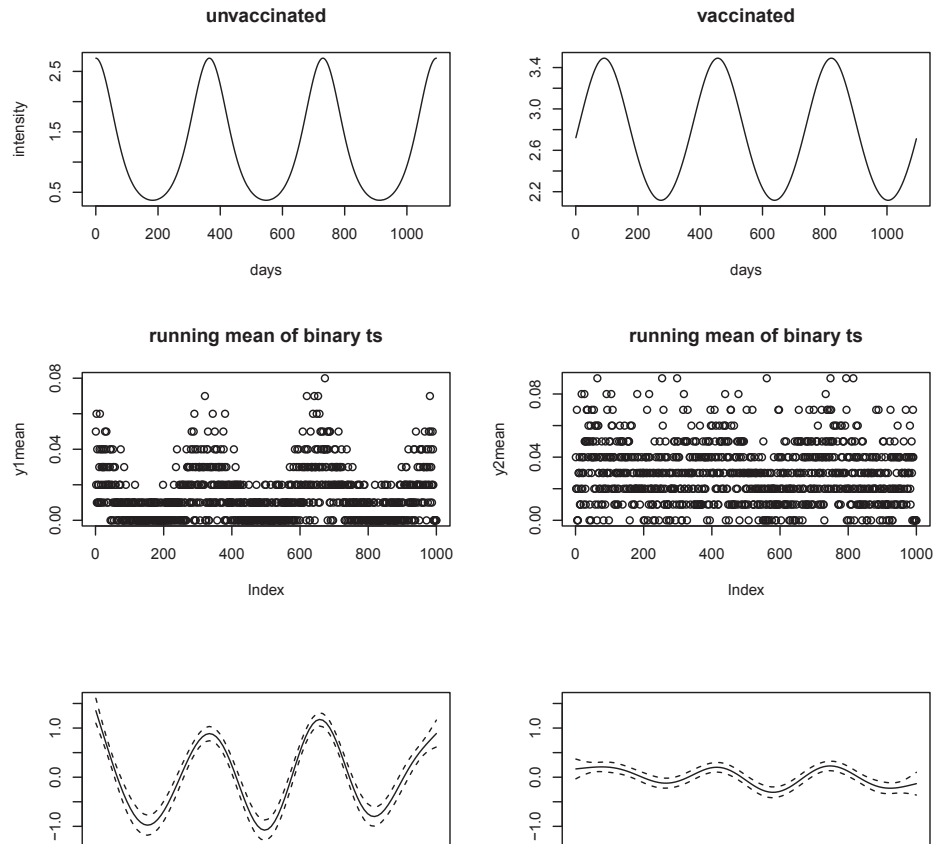 unvaccinated
intensity
0.5 1.5 2.5
0 200 400 600 800 1000
days
vaccinated
2.2 2.6 3.0 3.4
0 200 400 600 800 1000
days
running mean of binary ts
y1mean
0.00 0.04 0.08
0 200 400 600 800 1000
Index
running mean of binary ts
y2mean
0.00 0.04 0.08
0 200 400 600 800 1000
Index
−1.0 0.0 1.0
−1.0 0.0 1.0